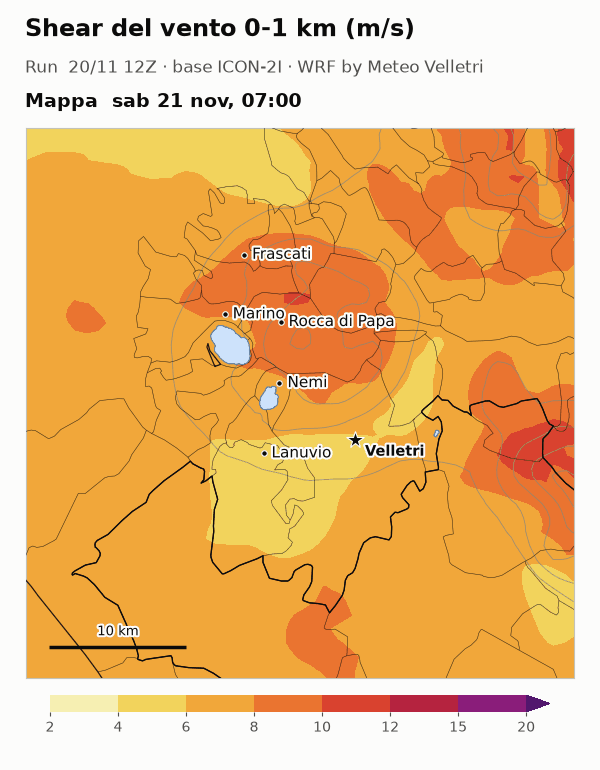 Shear del vento 0-1 km (m/s)
Run  20/11 12Z · base ICON-2I · WRF by Meteo Velletri
Mappa  sab 21 nov, 07:00
Frascati
Marino
Rocca di Papa
Nemi
Velletri
Lanuvio
10 km
2 4 6 8 10 12 15 20